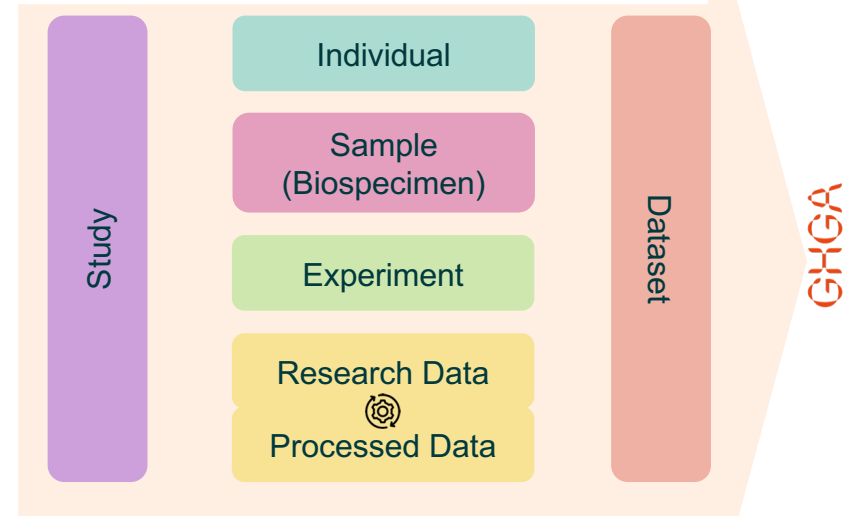 Study
Individual
Sample
(Biospecimen)
Experiment
Research Data
Processed Data
Dataset
GHGA